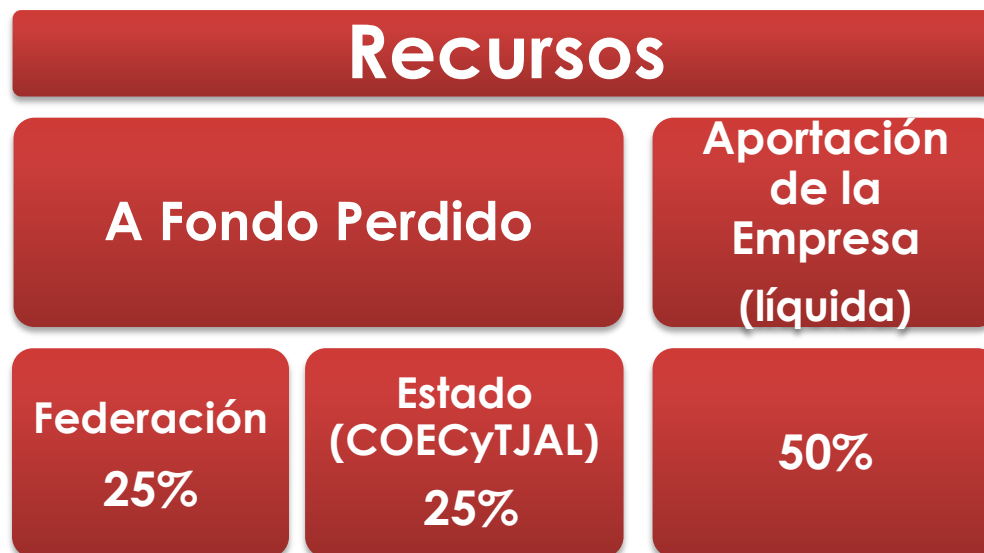 Recursos
A Fondo Perdido
Aportación
de la
Empresa
(líquida)
Federación
25%
Estado
(COECyTJAL)
25%
50%